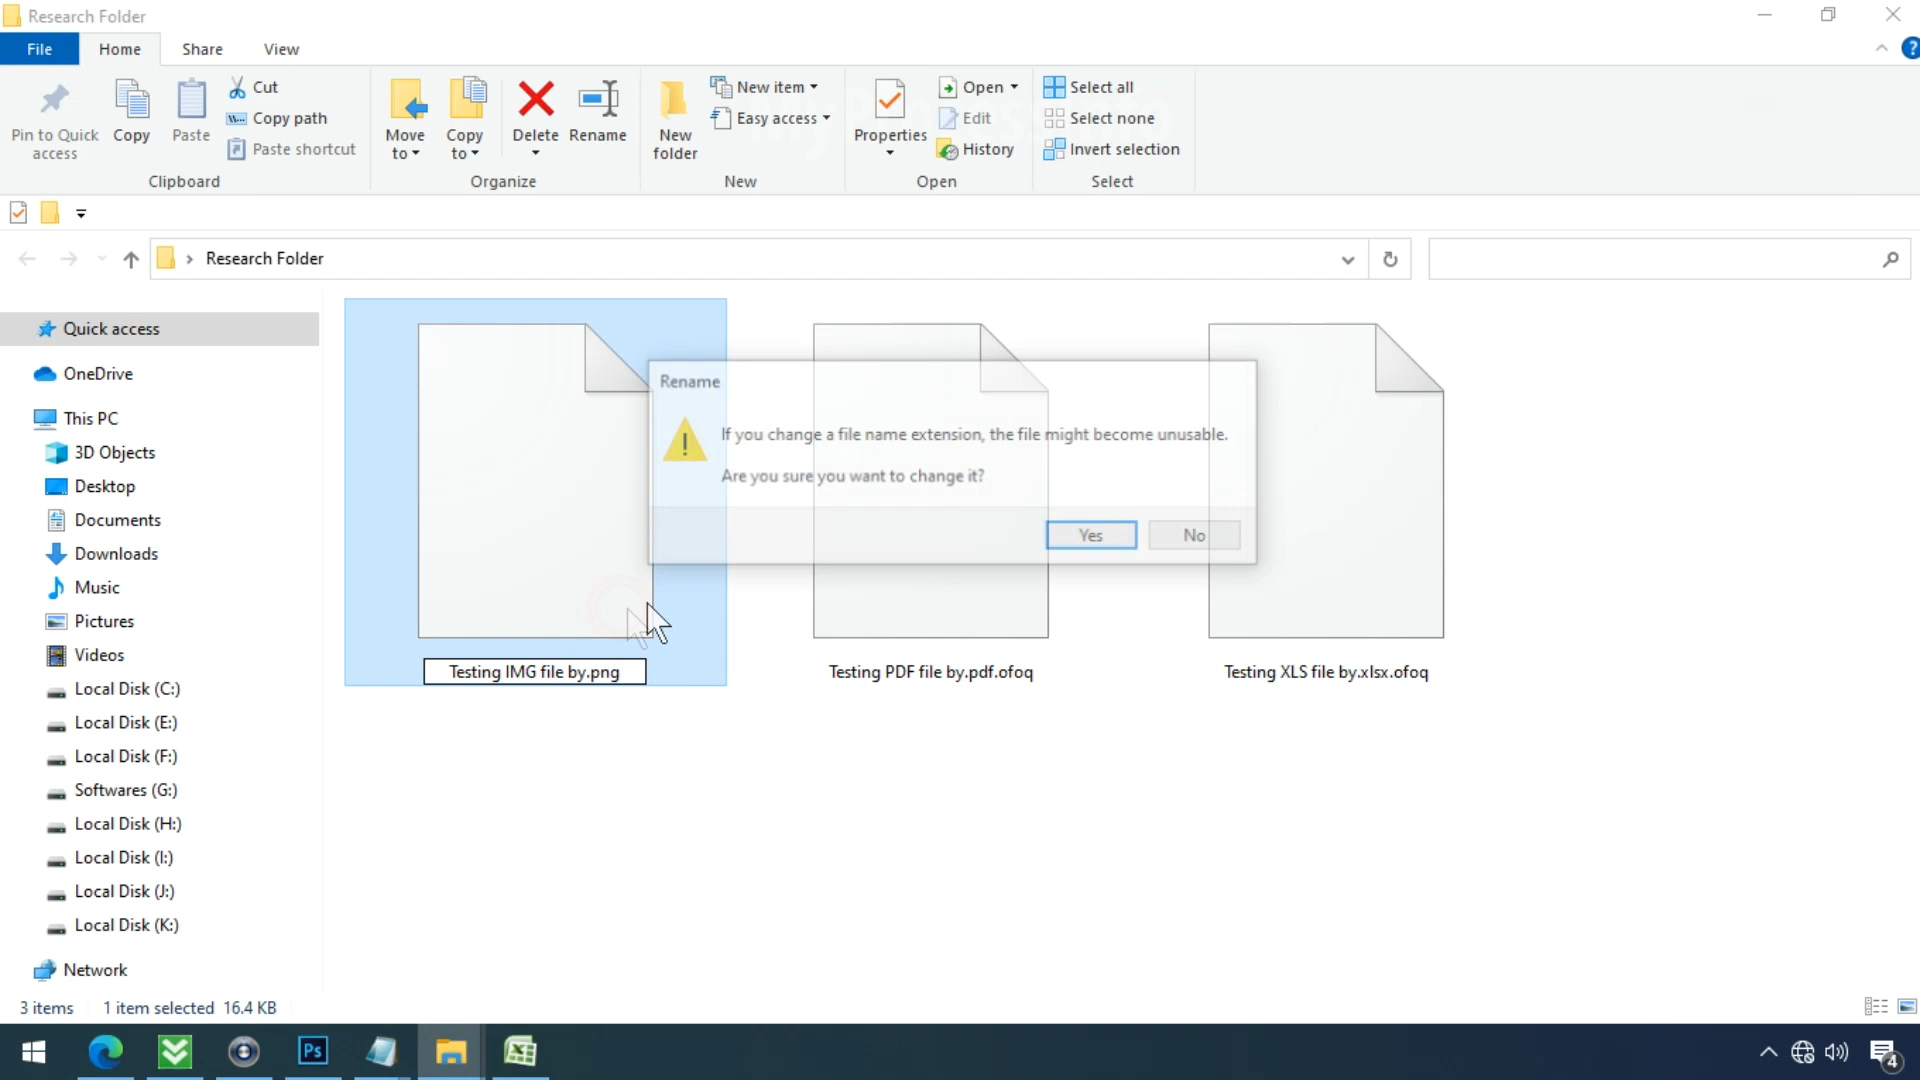 Research Folder
File Home Share View
Pin to Quick access
Copy
Paste
Cut
Copy path
Paste shortcut
Clipboard
Move to
Copy to
Delete
Rename
Organize
New folder
New item
Easy access
New
Properties
Open
Edit
History
Open
Select all
Select none
Invert selection
Select
Research Folder
Quick access
OneDrive
This PC
3D Objects
Desktop
Documents
Downloads
Music
Pictures
Videos
Local Disk (C:)
Local Disk (E:)
Local Disk (F:)
Softwares (G:)
Local Disk (H:)
Local Disk (I:)
Local Disk (J:)
Local Disk (K:)
Network
Rename
If you change a file name extension, the file might become unusable.
Are you sure you want to change it?
Yes No
Testing IMG file by.png
Testing PDF file by.pdf.ofoq
Testing XLS file by.xlsx.ofoq
3 items 1 item selected 16.4 KB
Ps
4